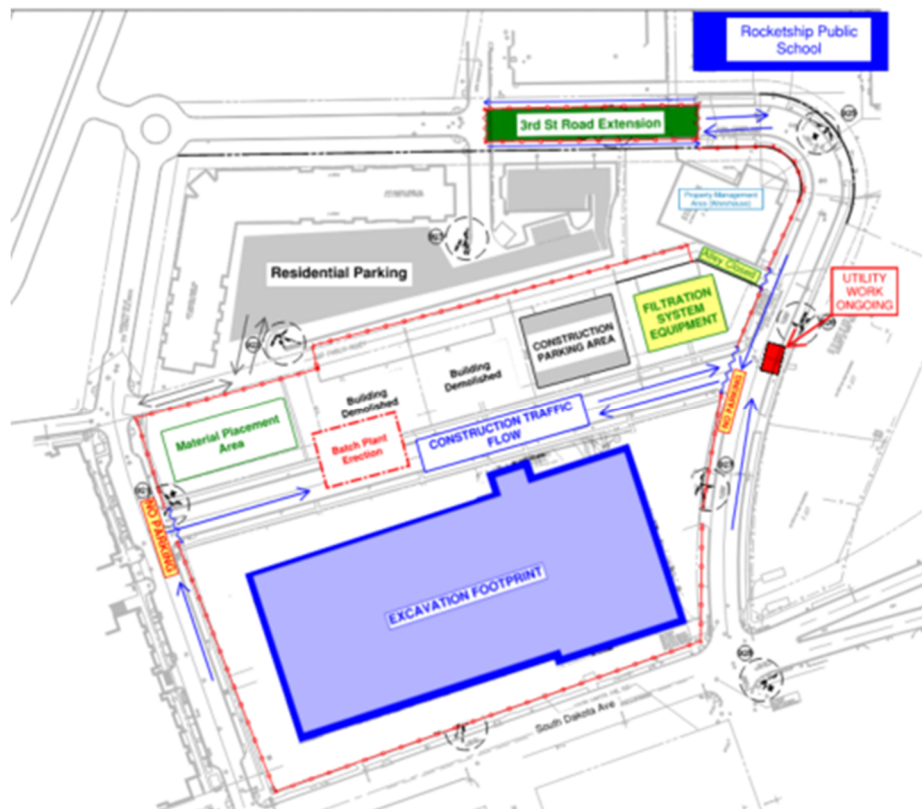 Rocketship Public
School
3rd St Road Extension
Property Management
Area (Warehouse)
Alley Closed
Residential Parking
UTILITY
WORK
ONGOING
FILTRATION
SYSTEM
EQUIPMENT
CONSTRUCTION
PARKING AREA
Building
Demolished
Building
Demolished
NO PARKING
Material Placement
Area
Batch Plant
Erection
CONSTRUCTION TRAFFIC
FLOW
NO PARKING
EXCAVATION FOOTPRINT
South Dakota Ave